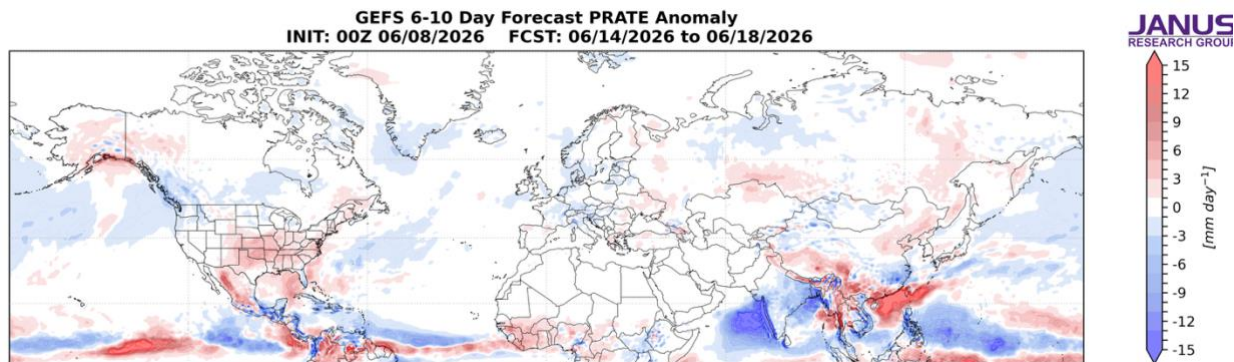 GEFS 6-10 Day Forecast PRATE Anomaly
INIT: 00Z 06/08/2026 FCST: 06/14/2026 to 06/18/2026
JANUS
RESEARCH GROUP
15
12
9
6
3
0
-3
-6
-9
-12
-15
[mm day⁻¹]